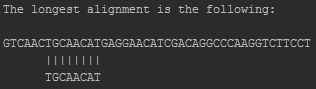 The longest alignment is the following:
GTCAACTGCAACATGAGGAACATCGACAGGCCCAAGGTCTTCCT
||||||||
TGCAACAT